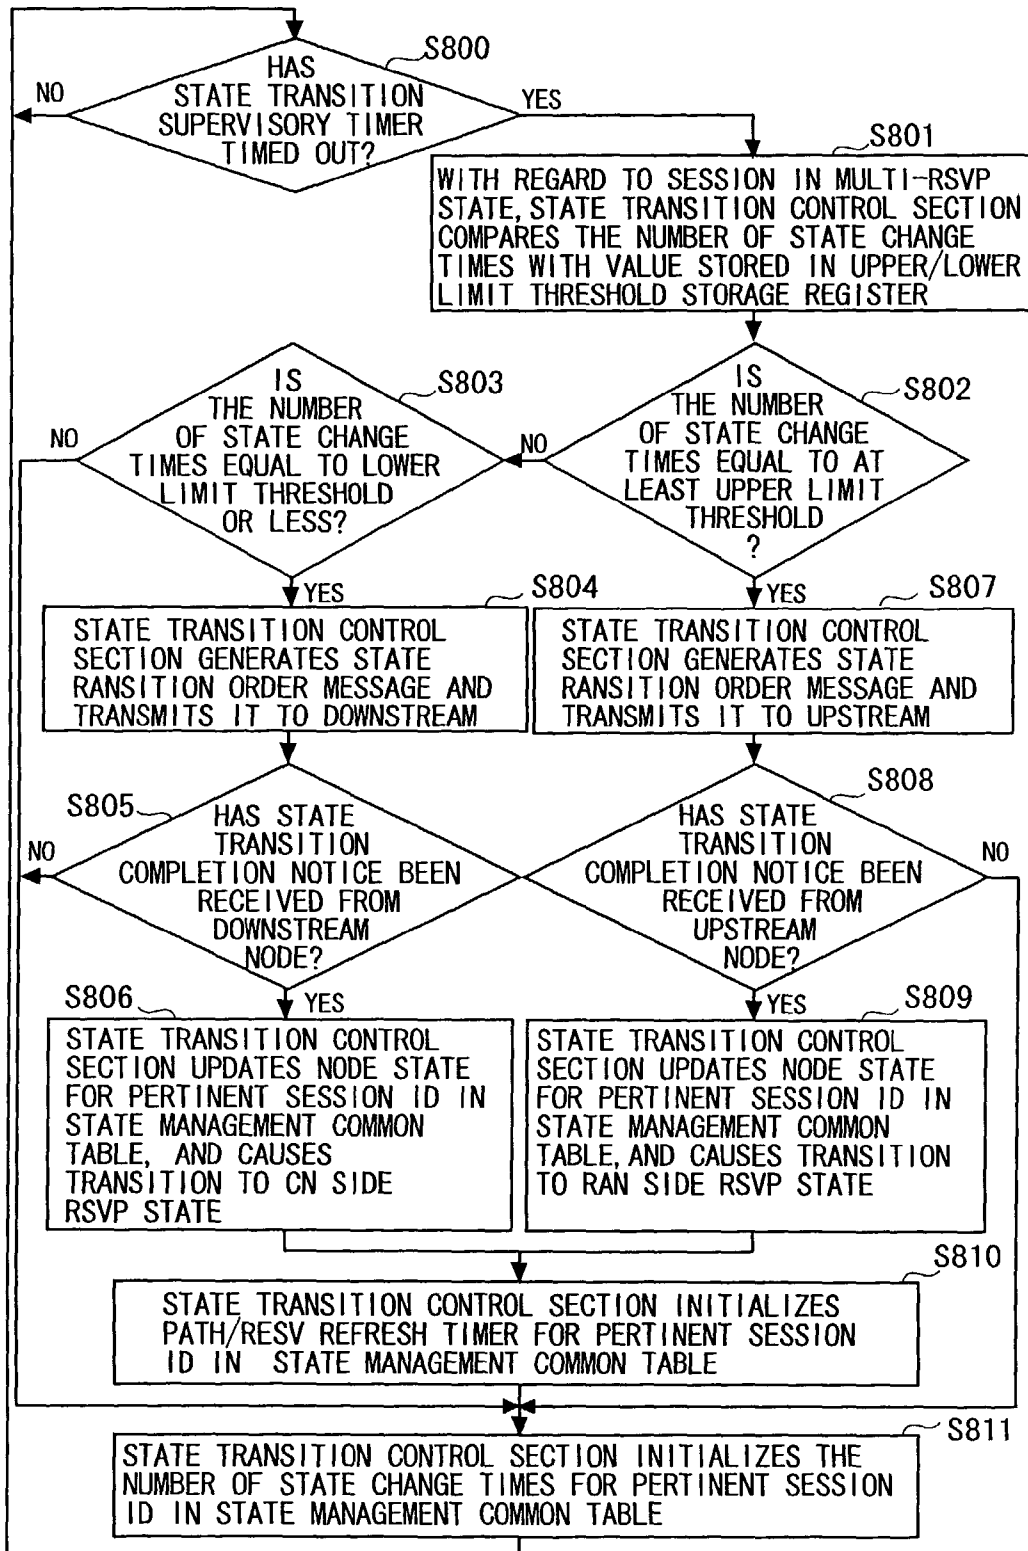 S800
HAS
STATE TRANSITION
SUPERVISORY TIMER
TIMED OUT?
NO
YES
S801
WITH REGARD TO SESSION IN MULTI-RSVP
STATE, STATE TRANSITION CONTROL SECTION
COMPARES THE NUMBER OF STATE CHANGE
TIMES WITH VALUE STORED IN UPPER/LOWER
LIMIT THRESHOLD STORAGE REGISTER
S802
IS
THE NUMBER
OF STATE CHANGE
TIMES EQUAL TO AT
LEAST UPPER LIMIT
THRESHOLD
?
NO
YES
S803
IS
THE NUMBER
OF STATE CHANGE
TIMES EQUAL TO LOWER
LIMIT THRESHOLD
OR LESS?
NO
YES
S804
STATE TRANSITION CONTROL
SECTION GENERATES STATE
RANSITION ORDER MESSAGE AND
TRANSMITS IT TO DOWNSTREAM
S807
STATE TRANSITION CONTROL
SECTION GENERATES STATE
RANSITION ORDER MESSAGE AND
TRANSMITS IT TO UPSTREAM
S805
HAS STATE
TRANSITION
COMPLETION NOTICE BEEN
RECEIVED FROM
DOWNSTREAM
NODE?
NO
YES
S808
HAS STATE
TRANSITION
COMPLETION NOTICE BEEN
RECEIVED FROM
UPSTREAM
NODE?
NO
YES
S806
STATE TRANSITION CONTROL
SECTION UPDATES NODE STATE
FOR PERTINENT SESSION ID IN
STATE MANAGEMENT COMMON
TABLE, AND CAUSES
TRANSITION TO CN SIDE
RSVP STATE
S809
STATE TRANSITION CONTROL
SECTION UPDATES NODE STATE
FOR PERTINENT SESSION ID IN
STATE MANAGEMENT COMMON
TABLE, AND CAUSES TRANSITION
TO RAN SIDE RSVP STATE
S810
STATE TRANSITION CONTROL SECTION INITIALIZES
PATH/RESV REFRESH TIMER FOR PERTINENT SESSION
ID IN STATE MANAGEMENT COMMON TABLE
S811
STATE TRANSITION CONTROL SECTION INITIALIZES THE
NUMBER OF STATE CHANGE TIMES FOR PERTINENT SESSION
ID IN STATE MANAGEMENT COMMON TABLE